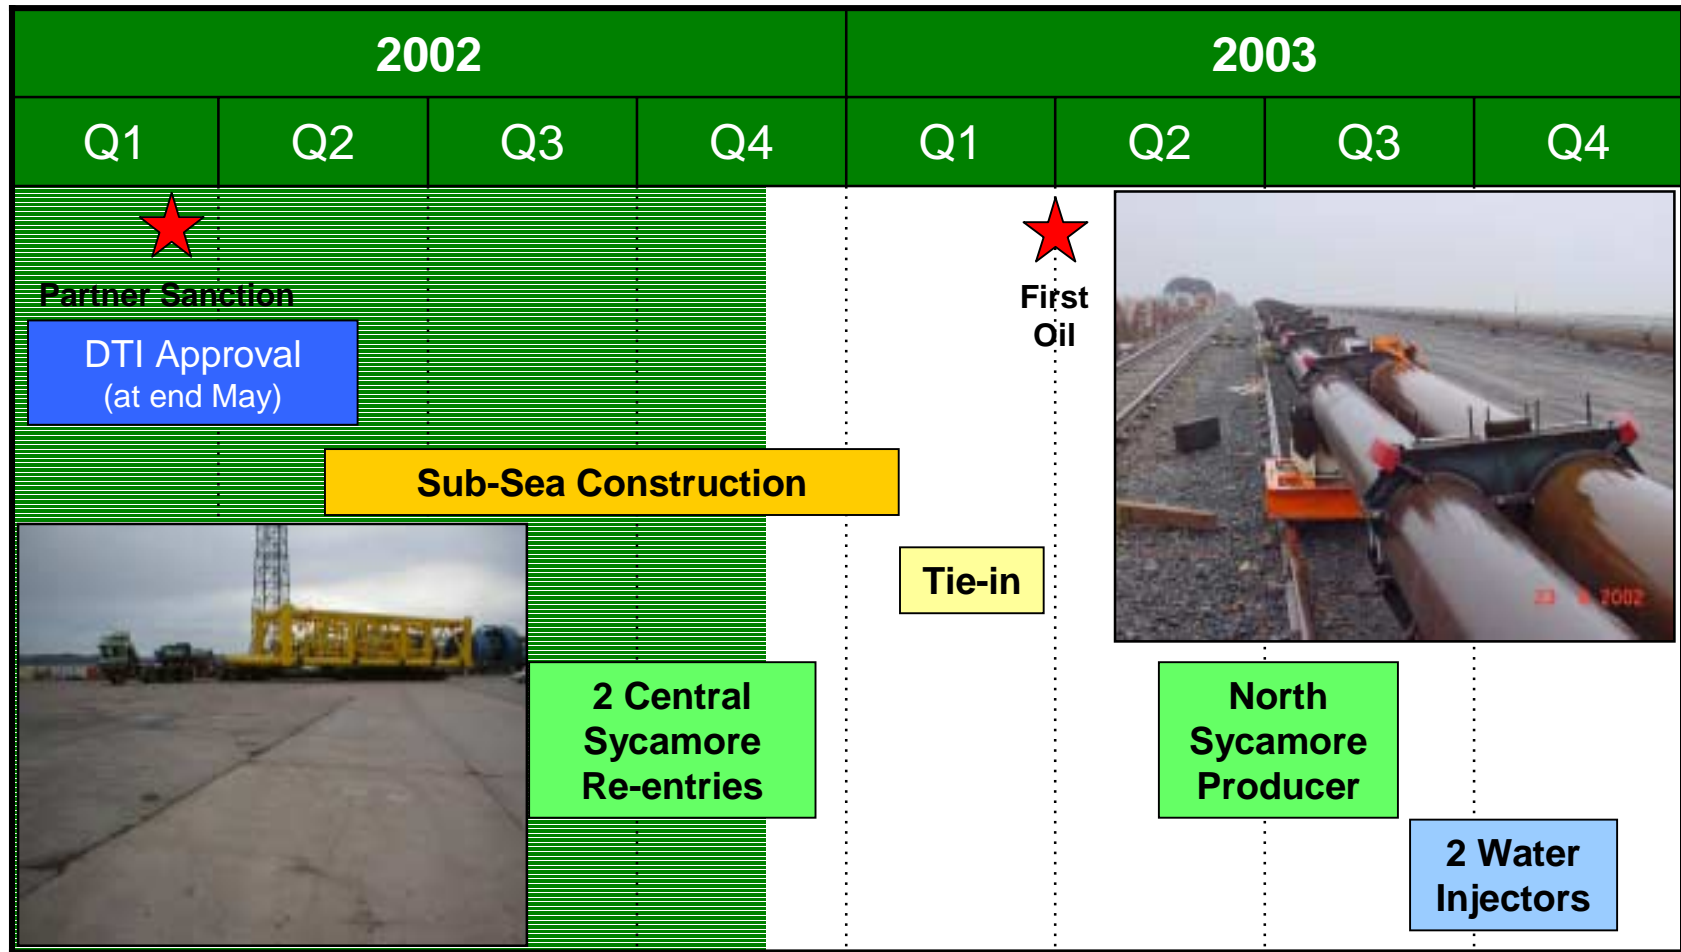 2002
2003
Q1
Q2
Q3
Q4
Q1
Q2
Q3
Q4
Partner Sanction
First
Oil
DTI Approval
(at end May)
Sub-Sea Construction
Tie-in
2002
2 Central
Sycamore
Re-entries
North
Sycamore
Producer
2 Water
Injectors